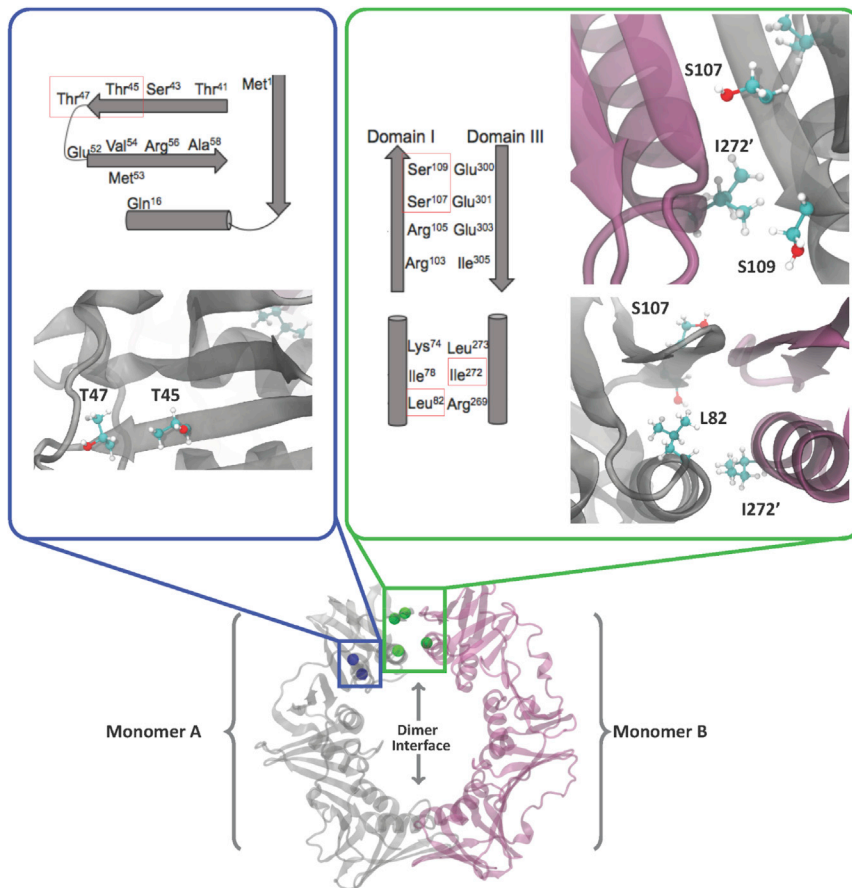 Thr47 Thr45 Ser43 Thr41 Met1
Glu52 Val54 Arg56 Ala58
Met53
Gln16
T47 T45
Domain I Domain III
Ser109 Glu300
Ser107 Glu301
Arg105 Glu303
Arg103 Ile305
Lys74 Leu273
Ile78 Ile272
Leu82 Arg269
S107
I272’
S109
S107
L82
I272’
Monomer A
Dimer
Interface
Monomer B